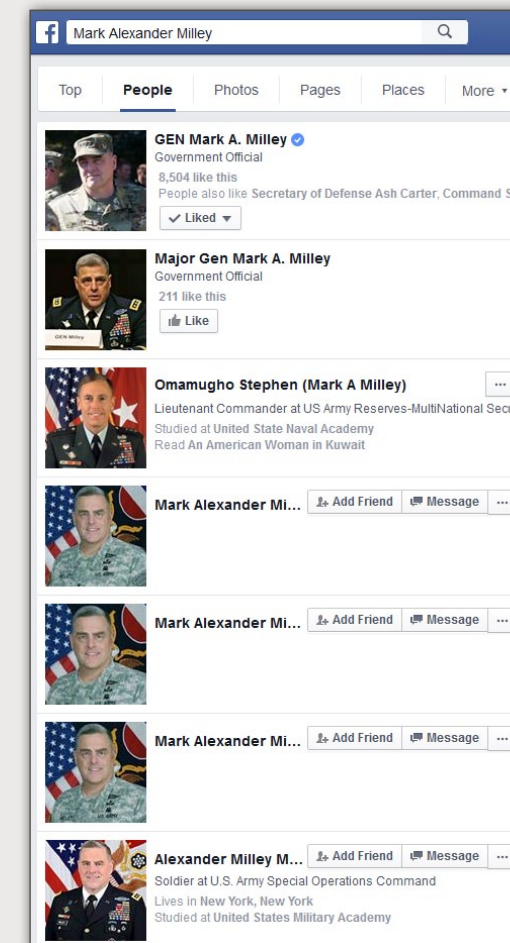 f
Mark Alexander Milley
Top People Photos Pages Places More
GEN Mark A. Milley
Government Official
8,504 like this
People also like Secretary of Defense Ash Carter, Command S
Liked
Major Gen Mark A. Milley
Government Official
211 like this
Like
GEN Milley
Omamugho Stephen (Mark A Milley) ...
Lieutenant Commander at US Army Reserves-MultiNational Secu
Studied at United State Naval Academy
Read An American Woman in Kuwait
Mark Alexander Mi... Add Friend Message ...
Mark Alexander Mi... Add Friend Message ...
Mark Alexander Mi... Add Friend Message ...
Alexander Milley M... Add Friend Message ...
Soldier at U.S. Army Special Operations Command
Lives in New York, New York
Studied at United States Military Academy